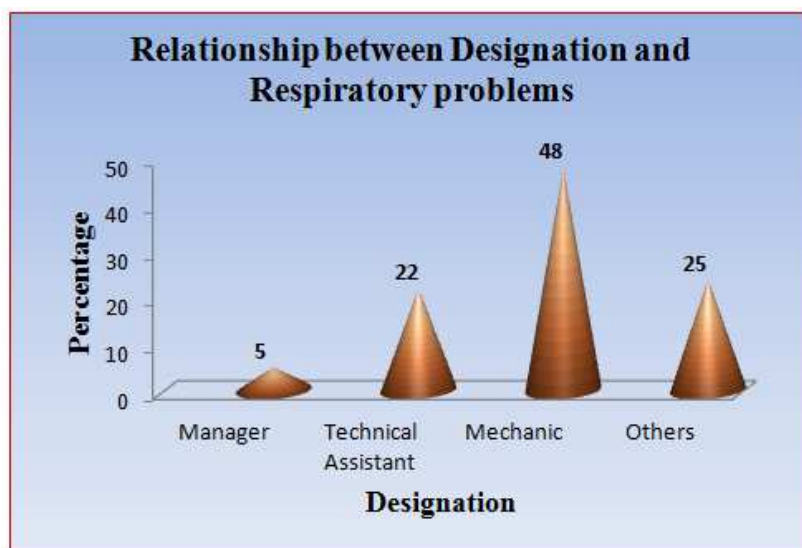 Relationship between Designation and
Respiratory problems
Percentage
50
40
30
20
10
0
5
22
48
25
Manager
Technical
Assistant
Mechanic
Others
Designation